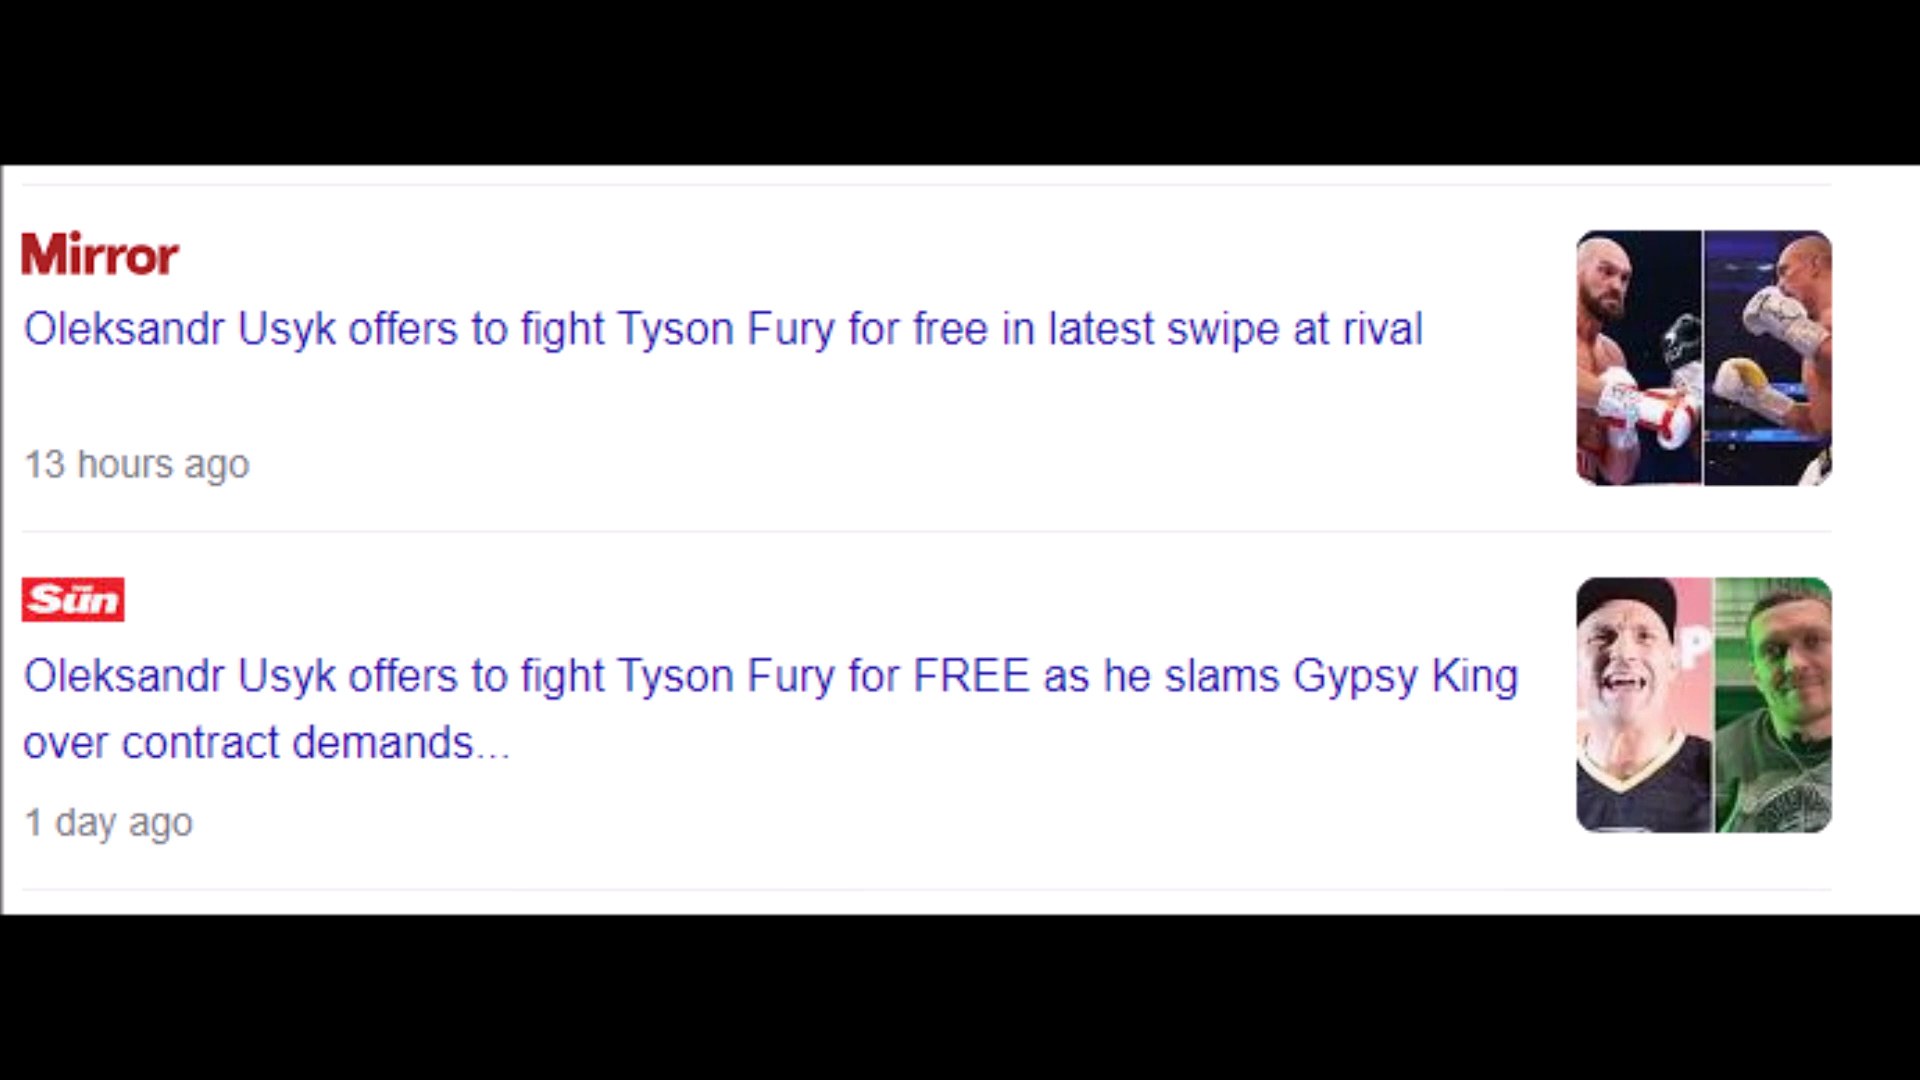 Mirror
Oleksandr Usyk offers to fight Tyson Fury for free in latest swipe at rival
13 hours ago
THE Sun
Oleksandr Usyk offers to fight Tyson Fury for FREE as he slams Gypsy King
over contract demands...
1 day ago